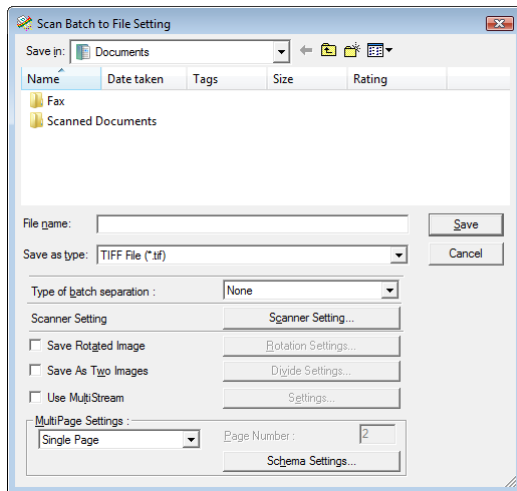 Scan Batch to File Setting
Save in: Documents
Name Date taken Tags Size Rating
Fax
Scanned Documents
File name: Save
Save as type: TIFF File (*.tif) Cancel
Type of batch separation : None
Scanner Setting Scanner Setting...
Save Rotated Image Rotation Settings...
Save As Two Images Divide Settings...
Use MultiStream Settings...
MultiPage Settings :
Single Page Page Number : 2
Schema Settings...